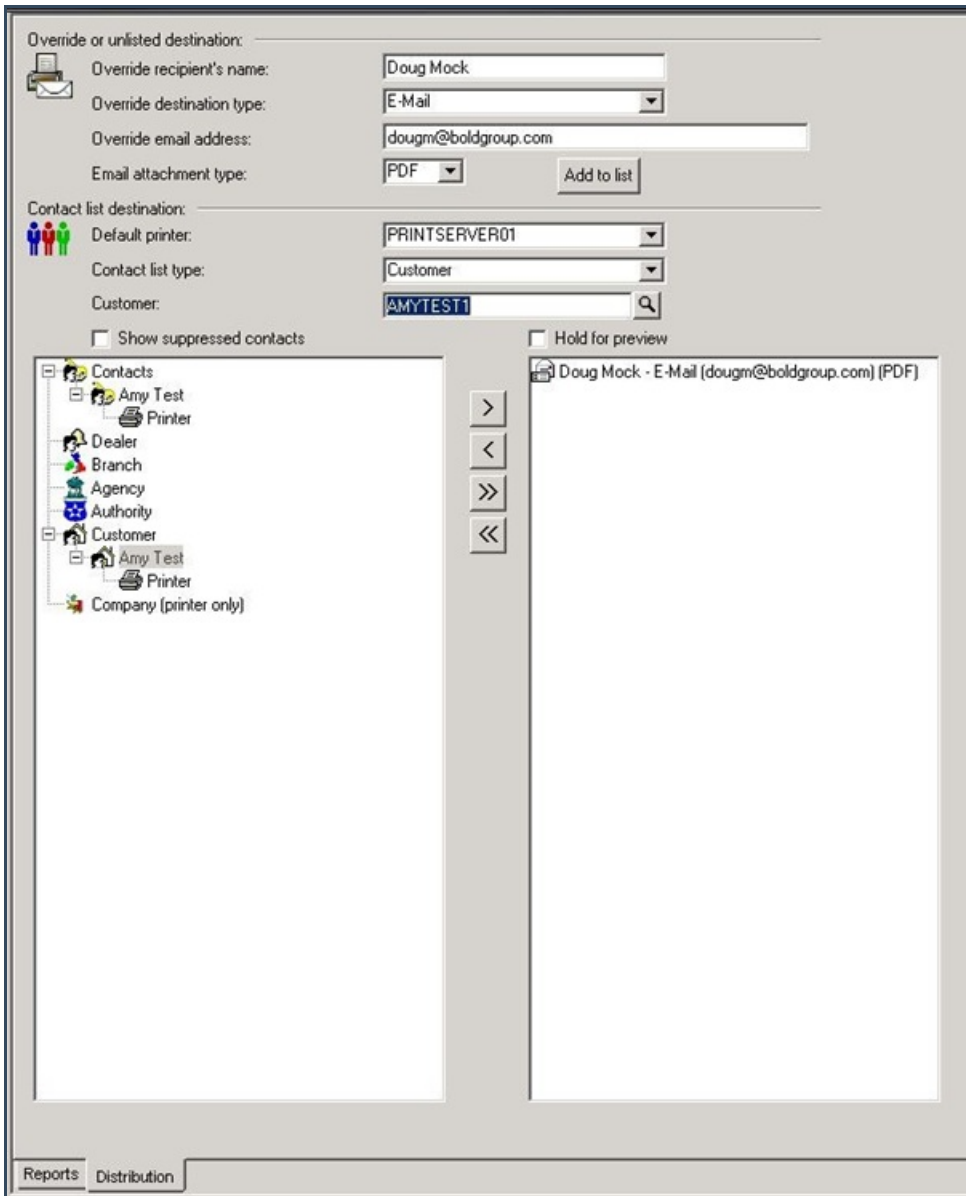 Override or unlisted destination:
Override recipient's name: Doug Mock
Override destination type: E-Mail
Override email address: dougm@boldgroup.com
Email attachment type: PDF Add to list
Contact list destination:
Default printer: PRINTSERVER01
Contact list type: Customer
Customer: AMYTEST1
Show suppressed contacts Hold for preview
Contacts Doug Mock - E-Mail (dougm@boldgroup.com) (PDF)
Amy Test
Printer
Dealer
Branch
Agency
Authority
Customer
Amy Test
Printer
Company (printer only)
> 
<
>>
<<
Reports Distribution